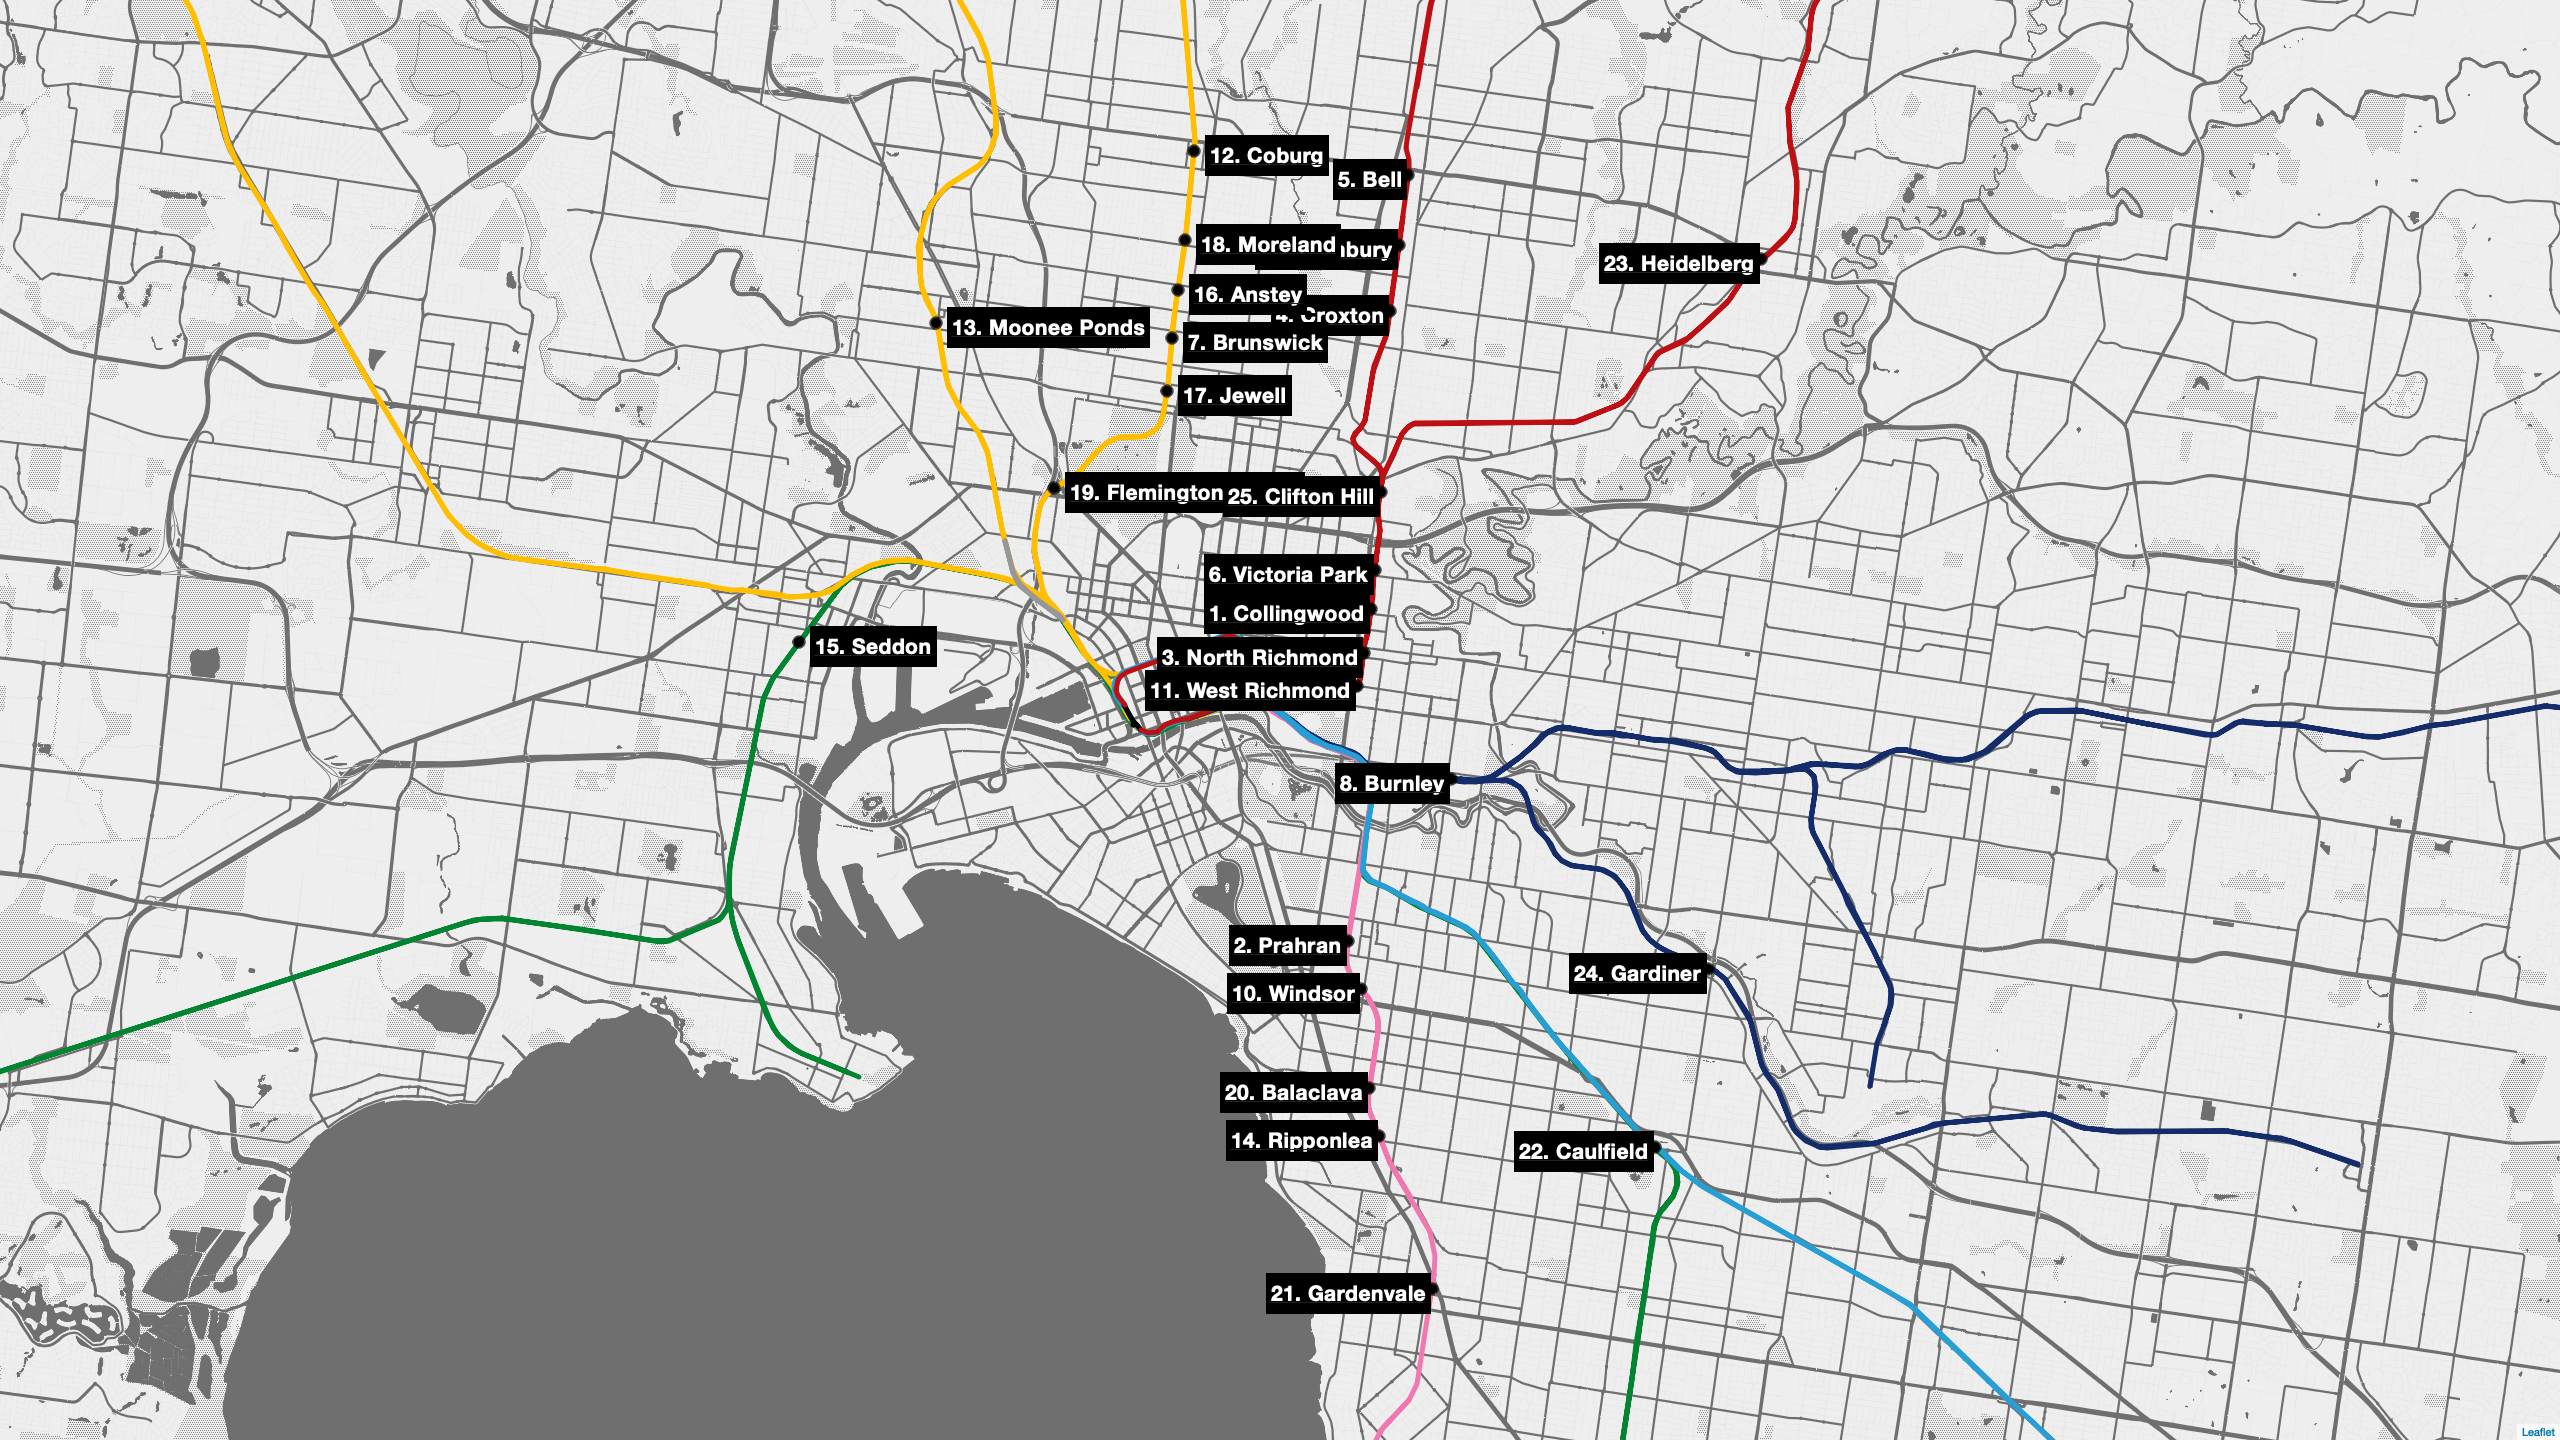 12. Coburg
5. Bell
18. Moreland
nbury
23. Heidelberg
16. Anstey
4. Croxton
13. Moonee Ponds
7. Brunswick
17. Jewell
19. Flemington
25. Clifton Hill
6. Victoria Park
1. Collingwood
15. Seddon
3. North Richmond
11. West Richmond
8. Burnley
2. Prahran
24. Gardiner
10. Windsor
20. Balaclava
14. Ripponlea
22. Caulfield
21. Gardenvale
Leaflet